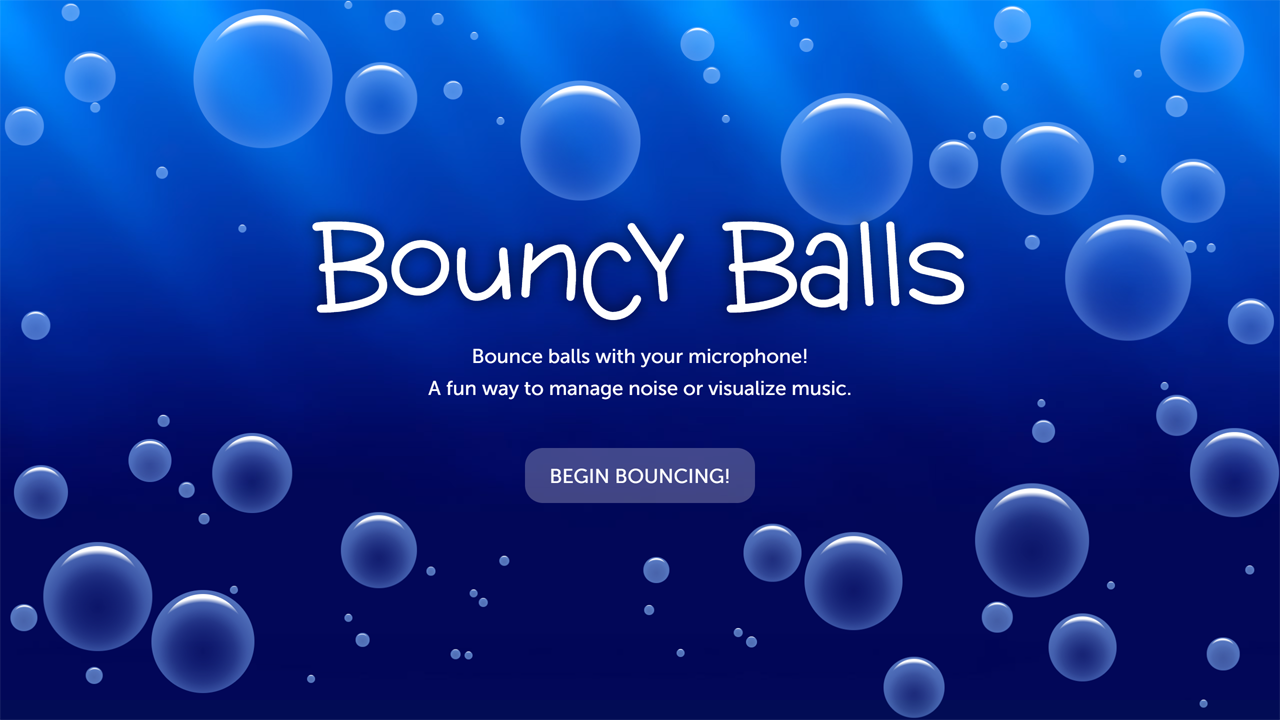 Bouncy Balls
Bounce balls with your microphone!
A fun way to manage noise or visualize music.
BEGIN BOUNCING!